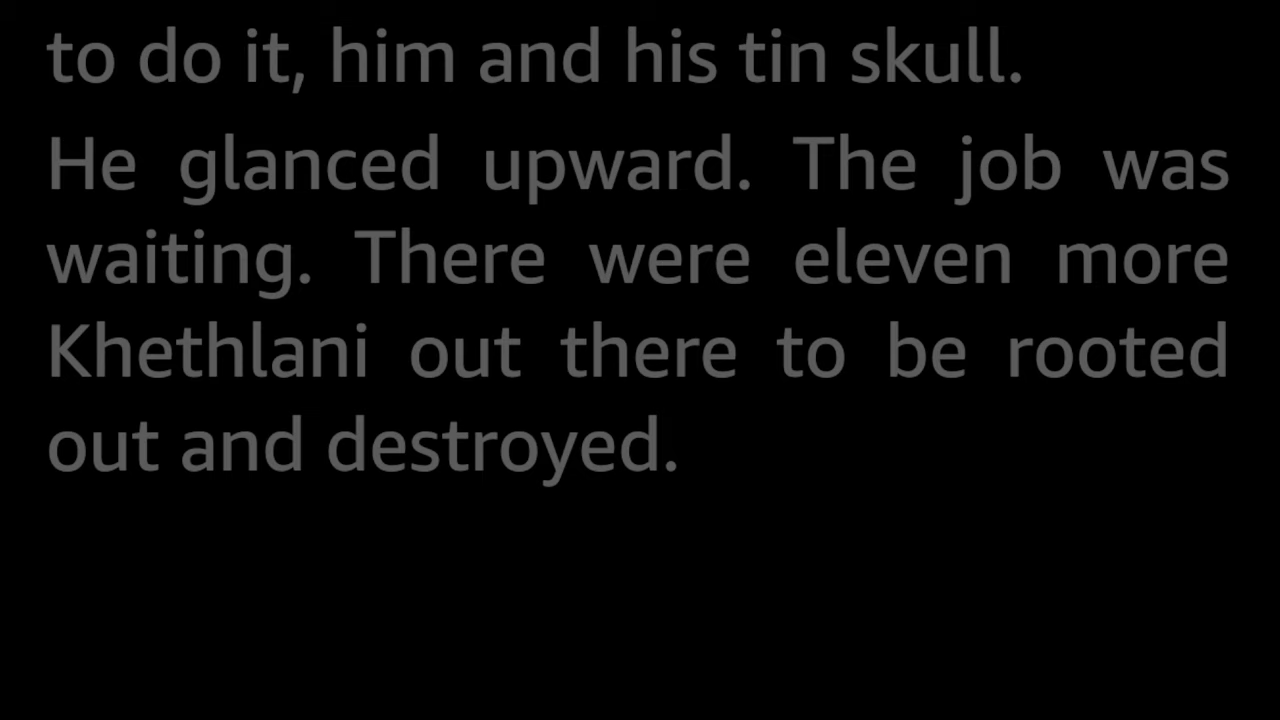 to do it, him and his tin skull.
He glanced upward. The job was
waiting. There were eleven more
Khethlani out there to be rooted
out and destroyed.